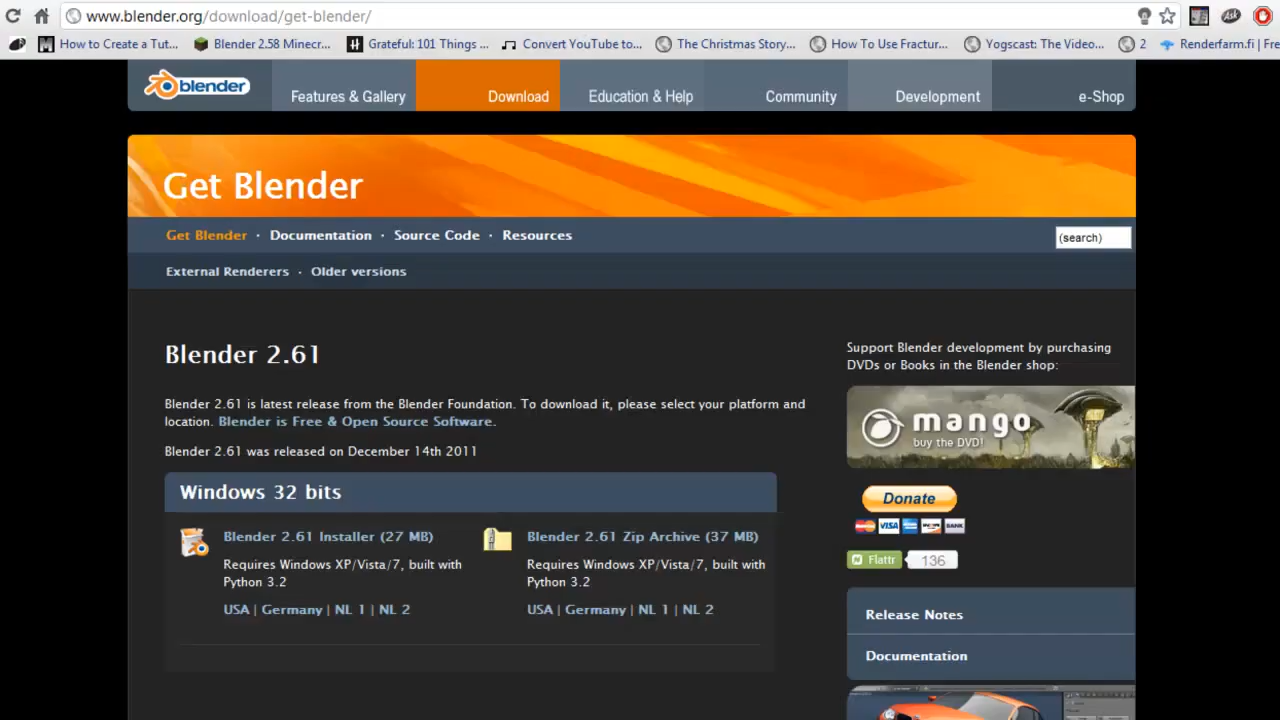 www.blender.org/download/get-blender/
Ask
How to Create a Tut...
Blender 2.58 Minecr...
Grateful: 101 Things ...
Convert YouTube to...
The Christmas Story...
How To Use Fractur...
Yogscast: The Video...
2
Renderfarm.fi | Fre
blender
Features & Gallery
Download
Education & Help
Community
Development
e-Shop
Get Blender
Get Blender · Documentation · Source Code · Resources
(search)
External Renderers · Older versions
Blender 2.61
Blender 2.61 is latest release from the Blender Foundation. To download it, please select your platform and
location. Blender is Free & Open Source Software.
Blender 2.61 was released on December 14th 2011
Windows 32 bits
Blender 2.61 Installer (27 MB)
Requires Windows XP/Vista/7, built with
Python 3.2
USA | Germany | NL 1 | NL 2
Blender 2.61 Zip Archive (37 MB)
Requires Windows XP/Vista/7, built with
Python 3.2
USA | Germany | NL 1 | NL 2
Support Blender development by purchasing
DVDs or Books in the Blender shop:
mango
buy the DVD!
Donate
VISA
BANK
Flattr
136
Release Notes
Documentation